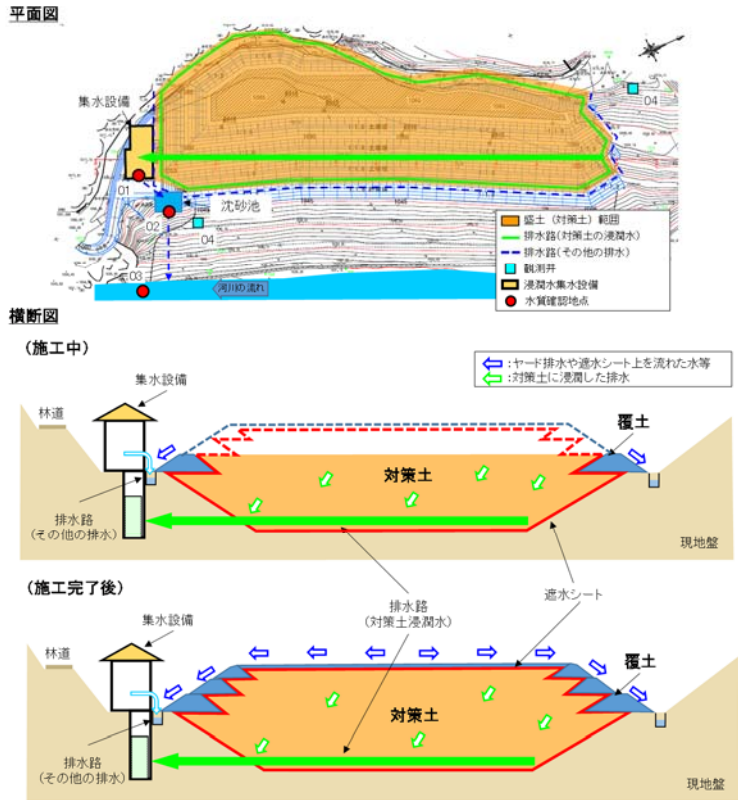 平面図
集水設備
04
01
02
沈砂池
04
1045
03
河川の流れ
盛土（対策土）範囲
排水路(対策土の浸潤水)
排水路(その他の排水)
観測井
浸潤水集水設備
水質確認地点
横断図
（施工中）
：ヤード排水や遮水シート上を流れた水等
：対策土に浸潤した排水
集水設備
林道
覆土
対策土
排水路
(その他の排水)
現地盤
（施工完了後）
排水路
(対策土浸潤水)
遮水シート
集水設備
林道
覆土
対策土
排水路
(その他の排水)
現地盤